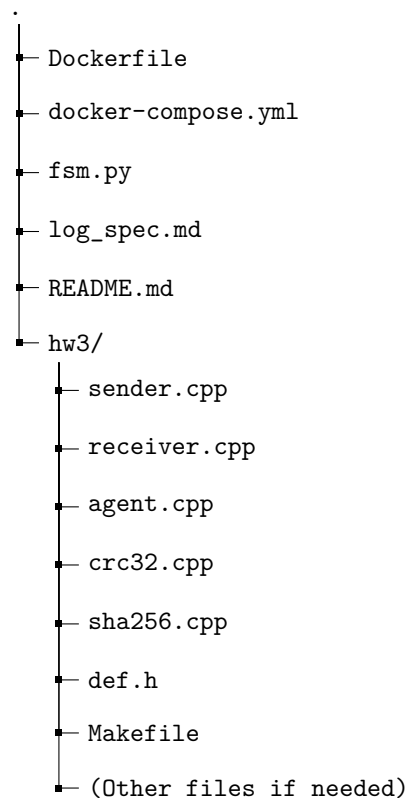 .
Dockerfile
docker-compose.yml
fsm.py
log_spec.md
README.md
hw3/
sender.cpp
receiver.cpp
agent.cpp
crc32.cpp
sha256.cpp
def.h
Makefile
(Other files if needed)